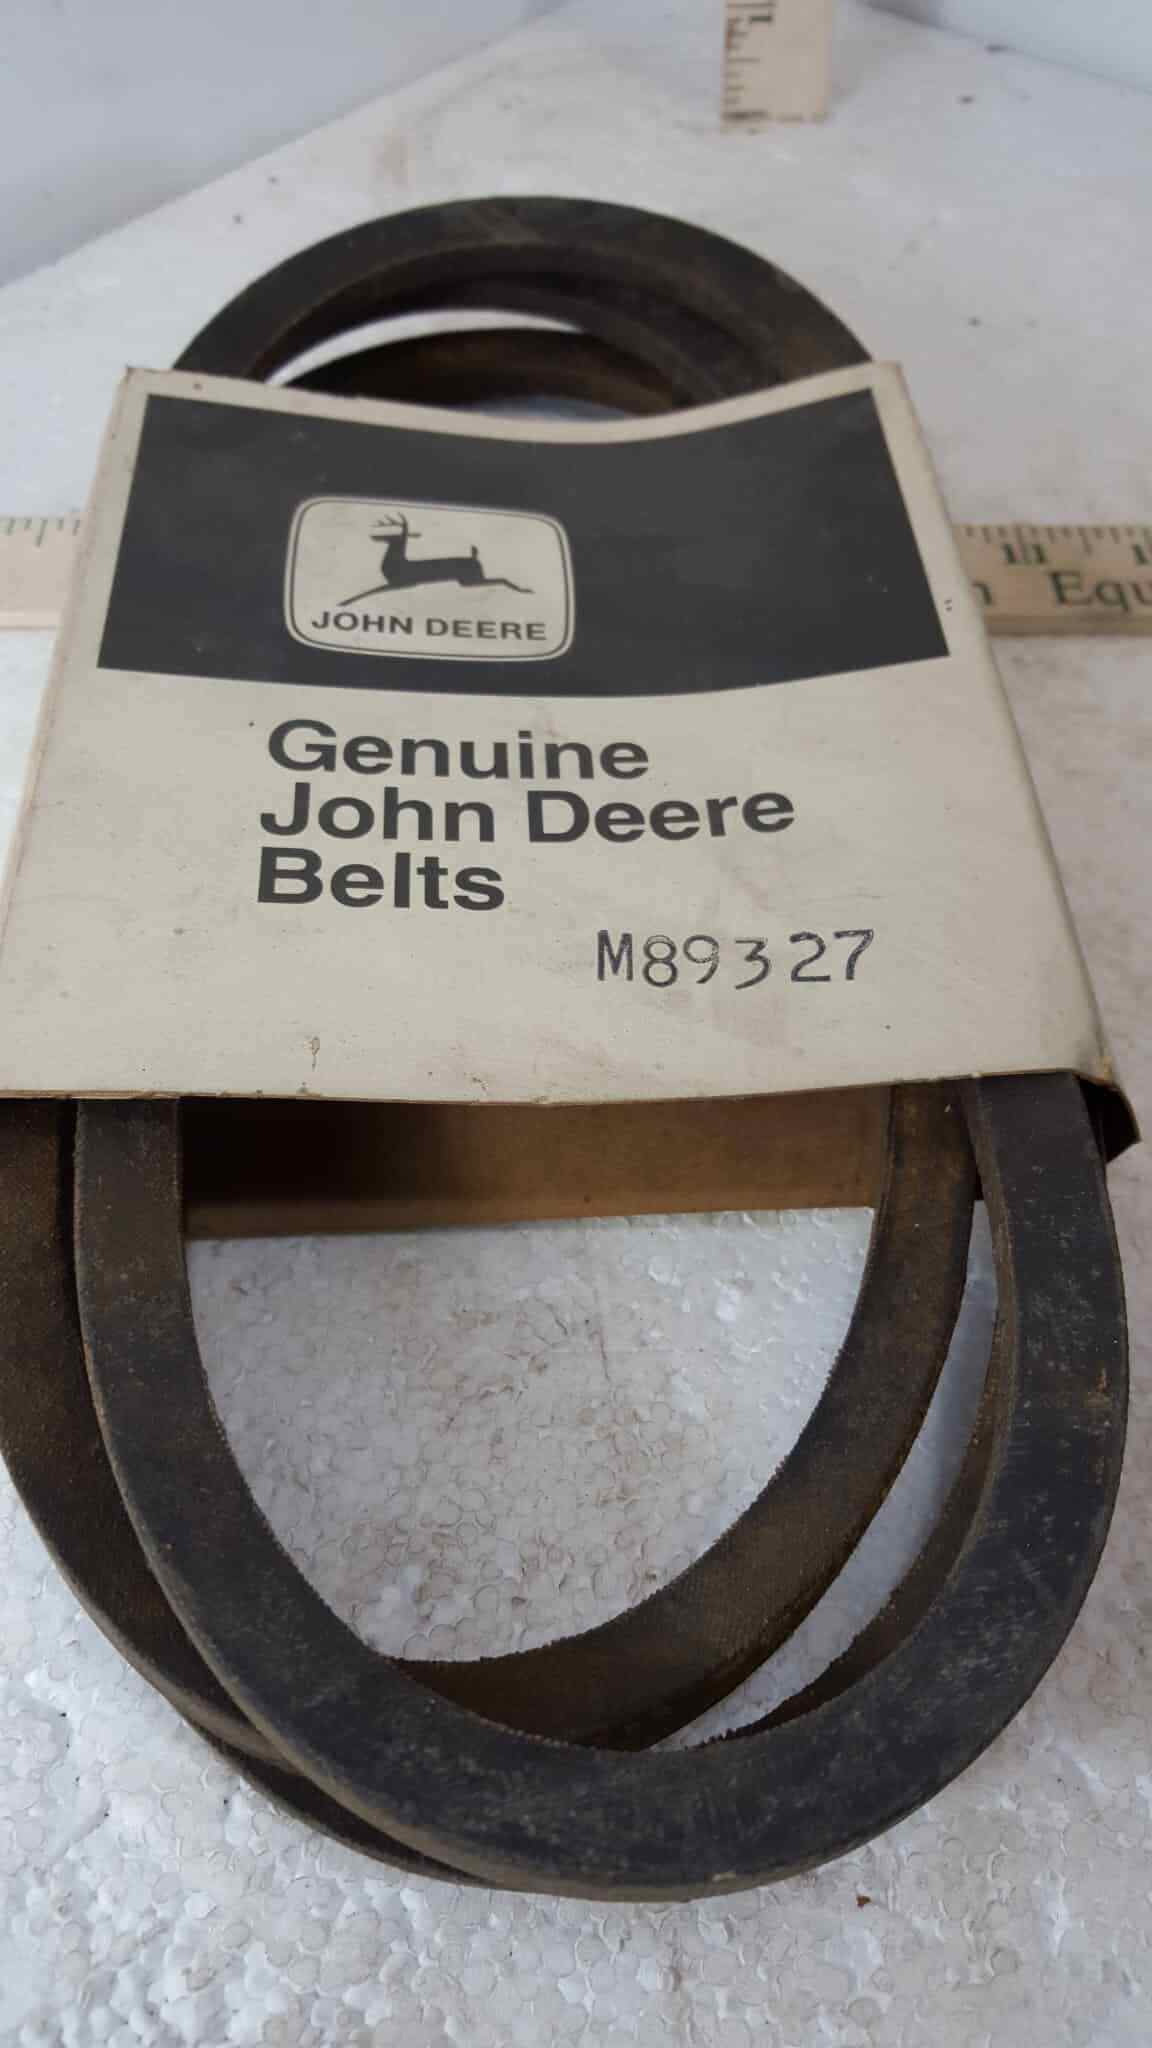 JOHN DEERE
Genuine
John Deere
Belts
M89327
Equ